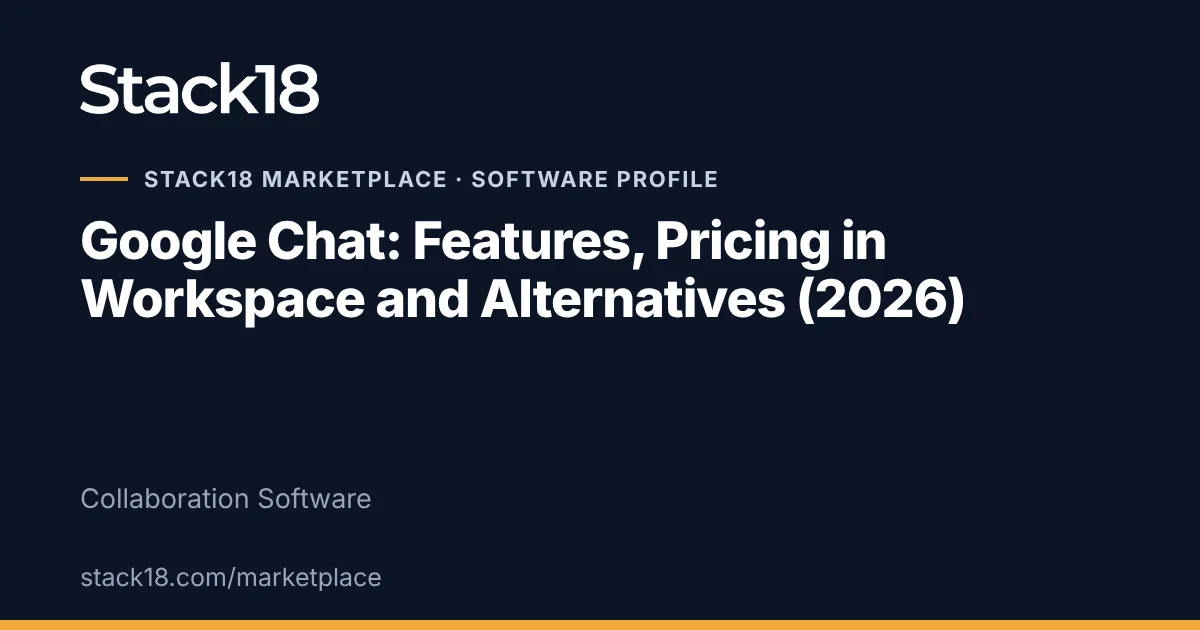 Stack18
STACK18 MARKETPLACE · SOFTWARE PROFILE
Google Chat: Features, Pricing in
Workspace and Alternatives (2026)
Collaboration Software
stack18.com/marketplace